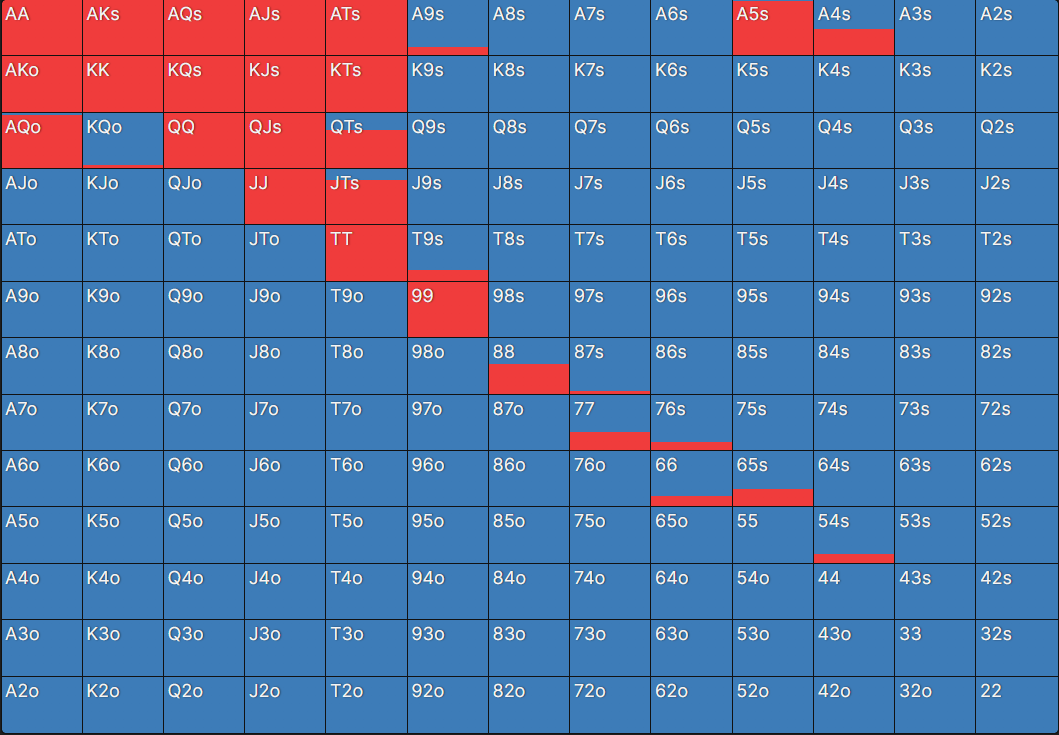 AA AKs AQs AJs ATs A9s A8s A7s A6s A5s A4s A3s A2s
AKo KK KQs KJs KTs K9s K8s K7s K6s K5s K4s K3s K2s
AQo KQo QQ QJs QTs Q9s Q8s Q7s Q6s Q5s Q4s Q3s Q2s
AJo KJo QJo JJ JTs J9s J8s J7s J6s J5s J4s J3s J2s
ATo KTo QTo JTo TT T9s T8s T7s T6s T5s T4s T3s T2s
A9o K9o Q9o J9o T9o 99 98s 97s 96s 95s 94s 93s 92s
A8o K8o Q8o J8o T8o 98o 88 87s 86s 85s 84s 83s 82s
A7o K7o Q7o J7o T7o 97o 87o 77 76s 75s 74s 73s 72s
A6o K6o Q6o J6o T6o 96o 86o 76o 66 65s 64s 63s 62s
A5o K5o Q5o J5o T5o 95o 85o 75o 65o 55 54s 53s 52s
A4o K4o Q4o J4o T4o 94o 84o 74o 64o 54o 44 43s 42s
A3o K3o Q3o J3o T3o 93o 83o 73o 63o 53o 43o 33 32s
A2o K2o Q2o J2o T2o 92o 82o 72o 62o 52o 42o 32o 22